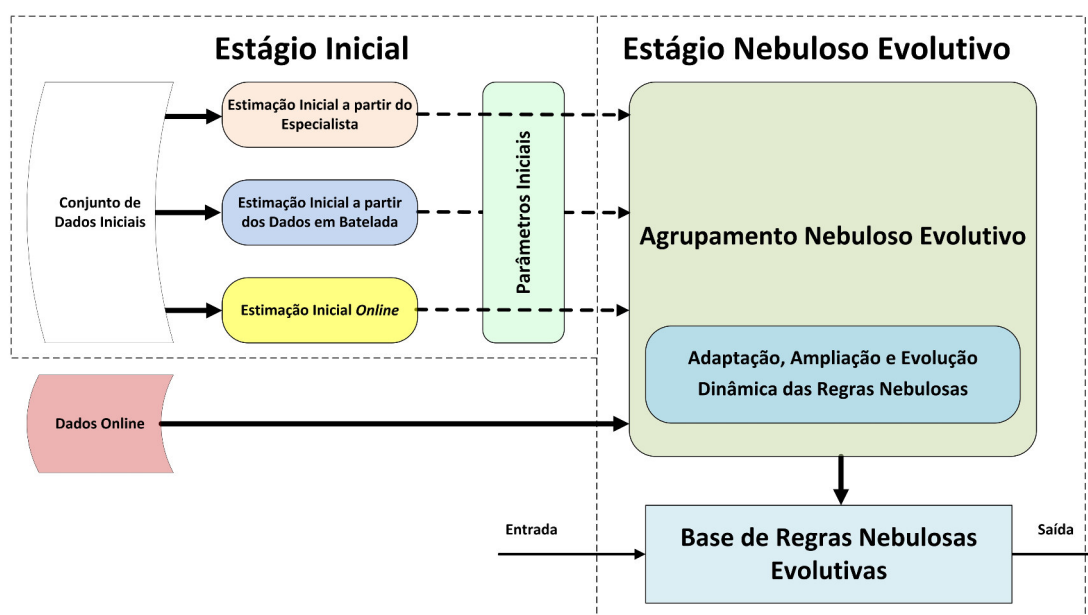 Estágio Inicial
Estágio Nebuloso Evolutivo
Conjunto de
Dados Iniciais
Estimação Inicial a partir do
Especialista
Estimação Inicial a partir
dos Dados em Batelada
Estimação Inicial Online
Parâmetros Iniciais
Agrupamento Nebuloso Evolutivo
Adaptação, Ampliação e Evolução
Dinâmica das Regras Nebulosas
Dados Online
Entrada
Base de Regras Nebulosas
Evolutivas
Saída